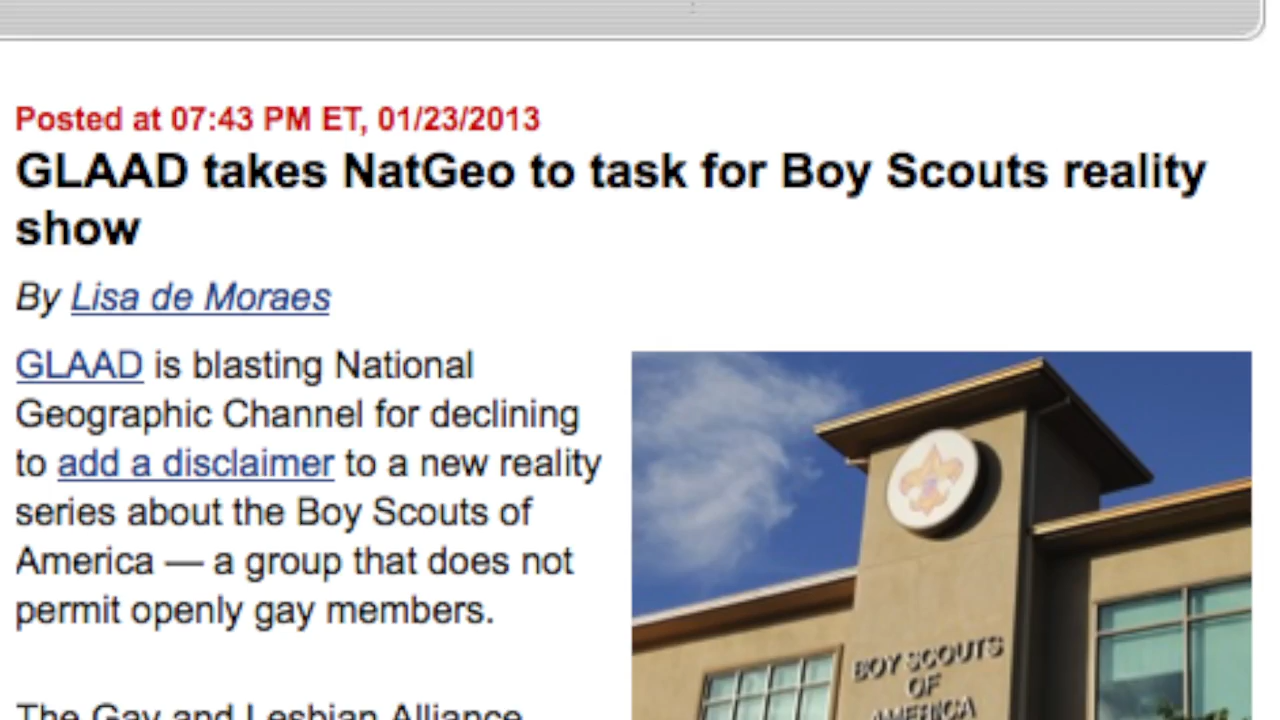 Posted at 07:43 PM ET, 01/23/2013
GLAAD takes NatGeo to task for Boy Scouts reality
show
By Lisa de Moraes
GLAAD is blasting National
Geographic Channel for declining
to add a disclaimer to a new reality
series about the Boy Scouts of
America — a group that does not
permit openly gay members.
The Gay and Lesbian Alliance
BOY SCOUTS
OF
AMERICA